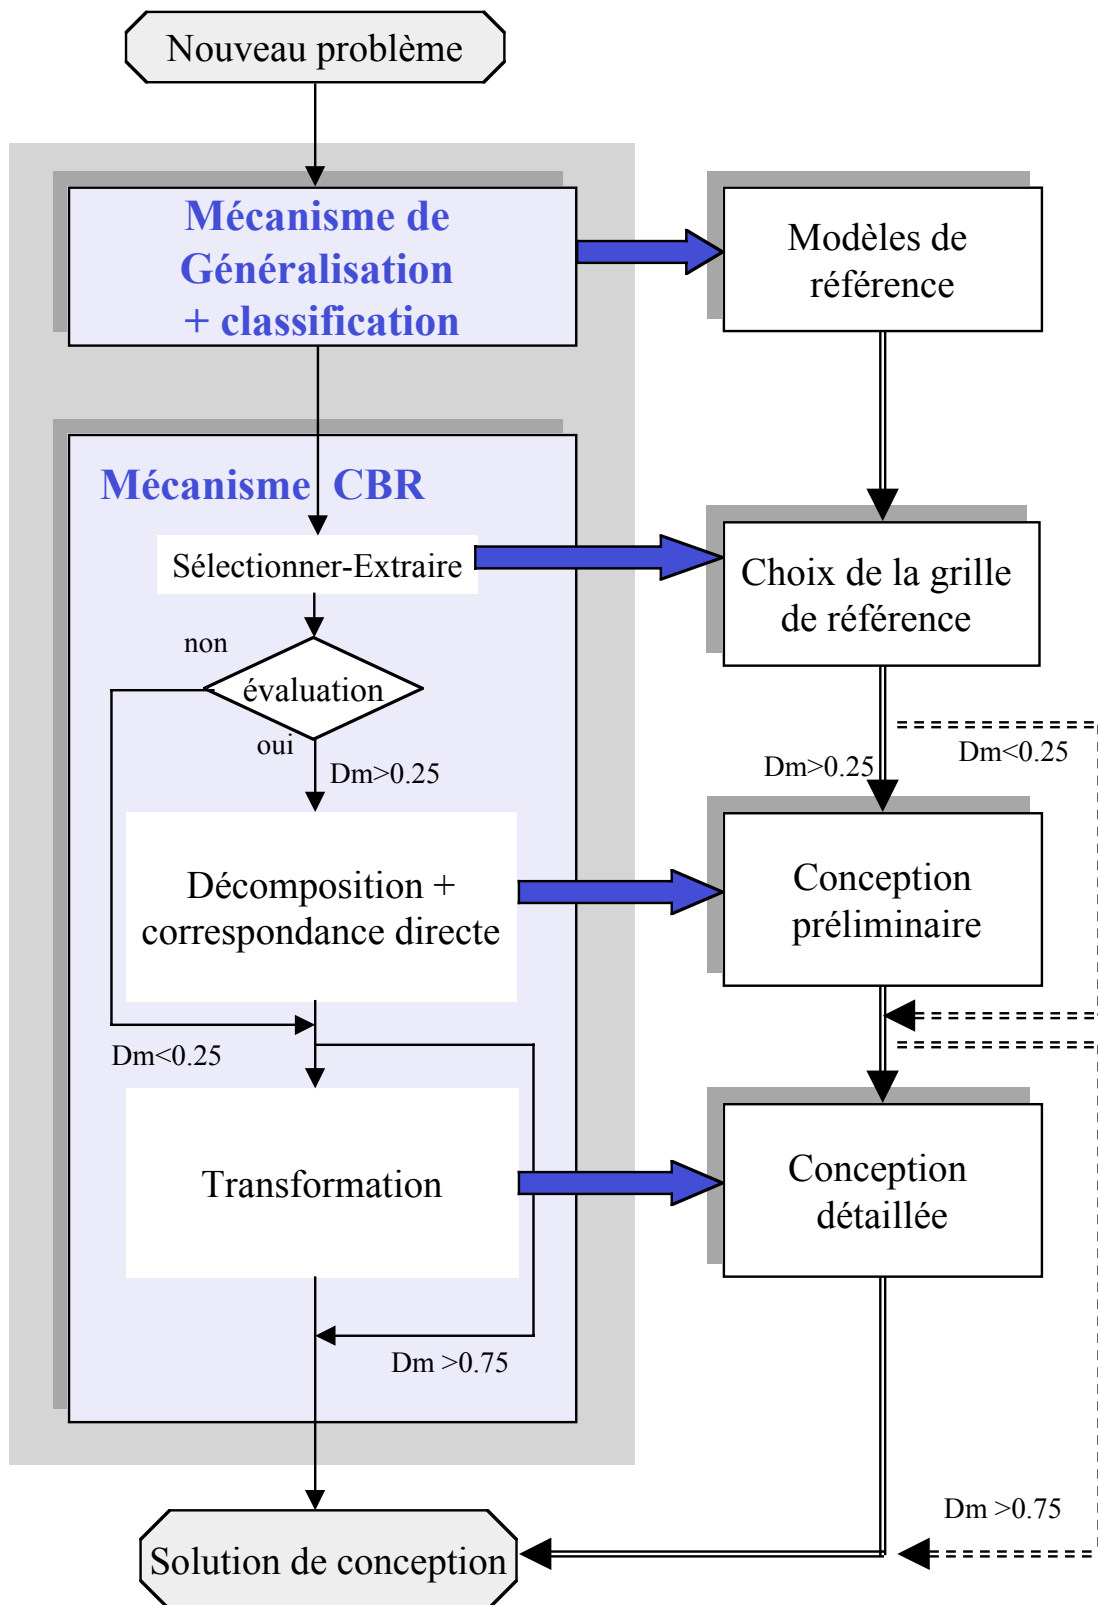 Nouveau problème
Mécanisme de
Généralisation
+ classification
Modèles de
référence
Mécanisme CBR
Sélectionner-Extraire
Choix de la grille
de référence
non
évaluation
oui
Dm>0.25
Dm>0.25
Dm<0.25
Décomposition +
correspondance directe
Conception
préliminaire
Dm<0.25
Transformation
Conception
détaillée
Dm >0.75
Dm >0.75
Solution de conception